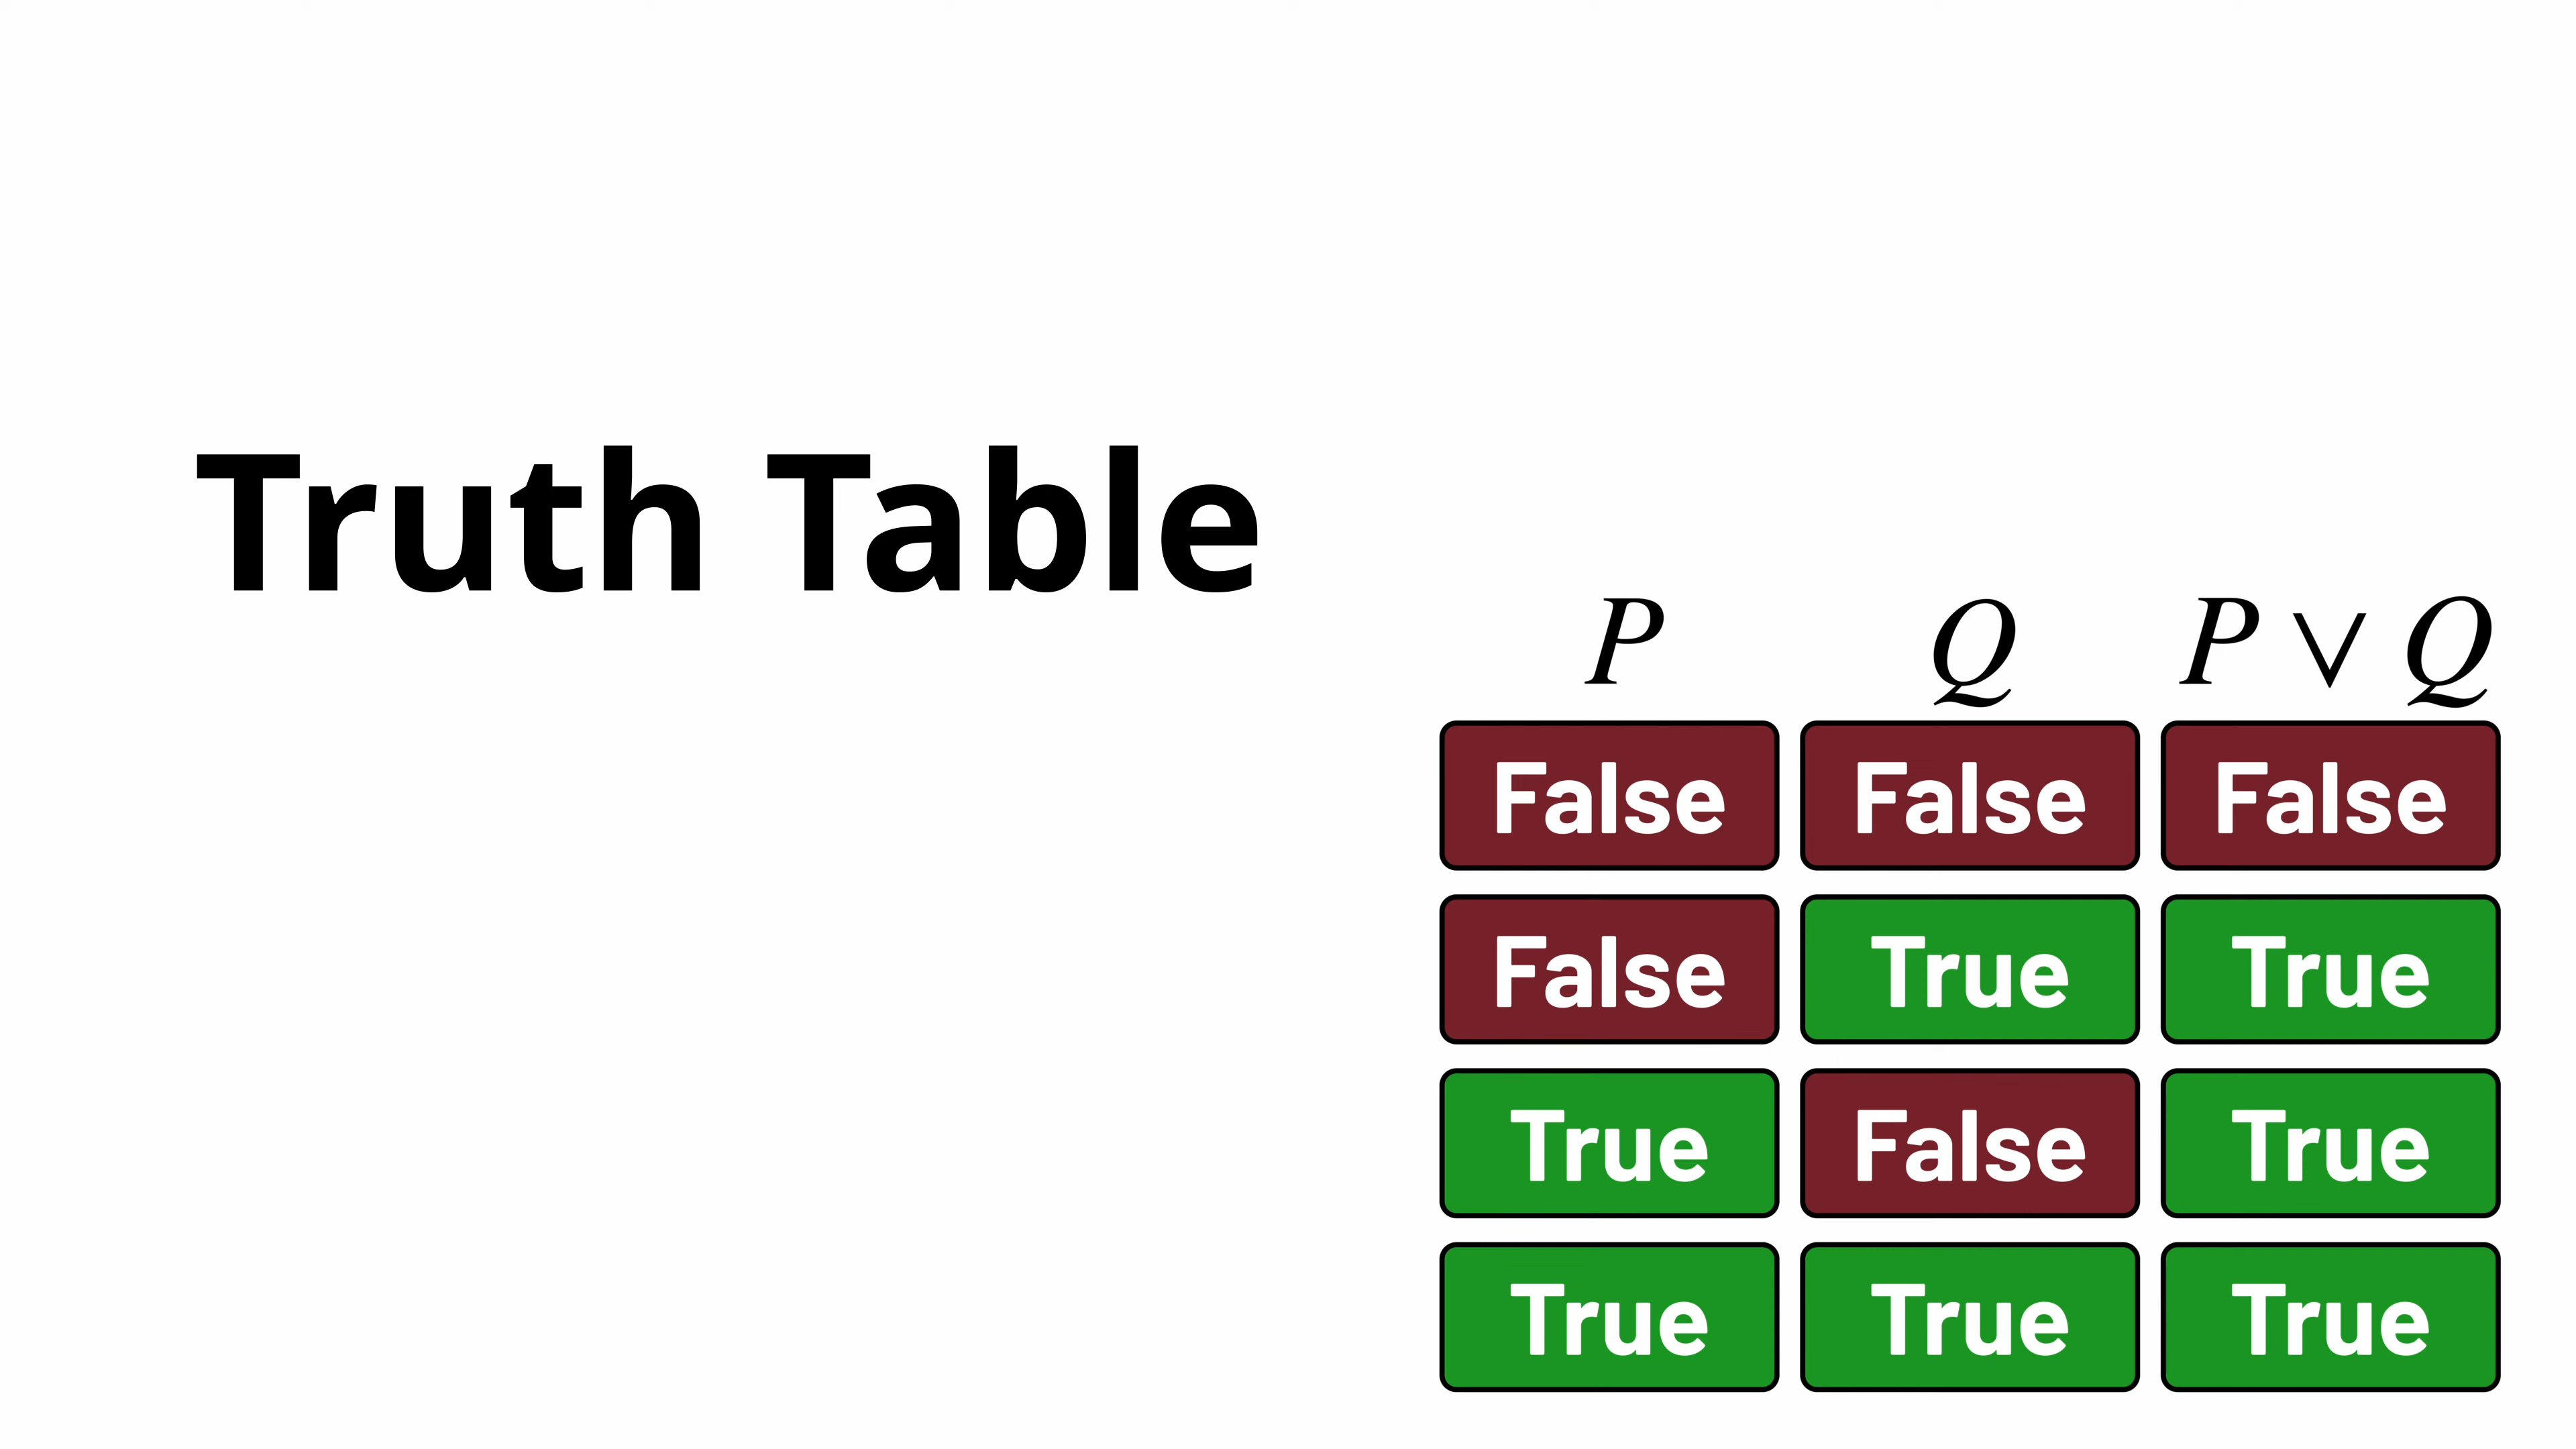 Truth Table
P Q P ∨ Q
False False False
False True True
True False True
True True True